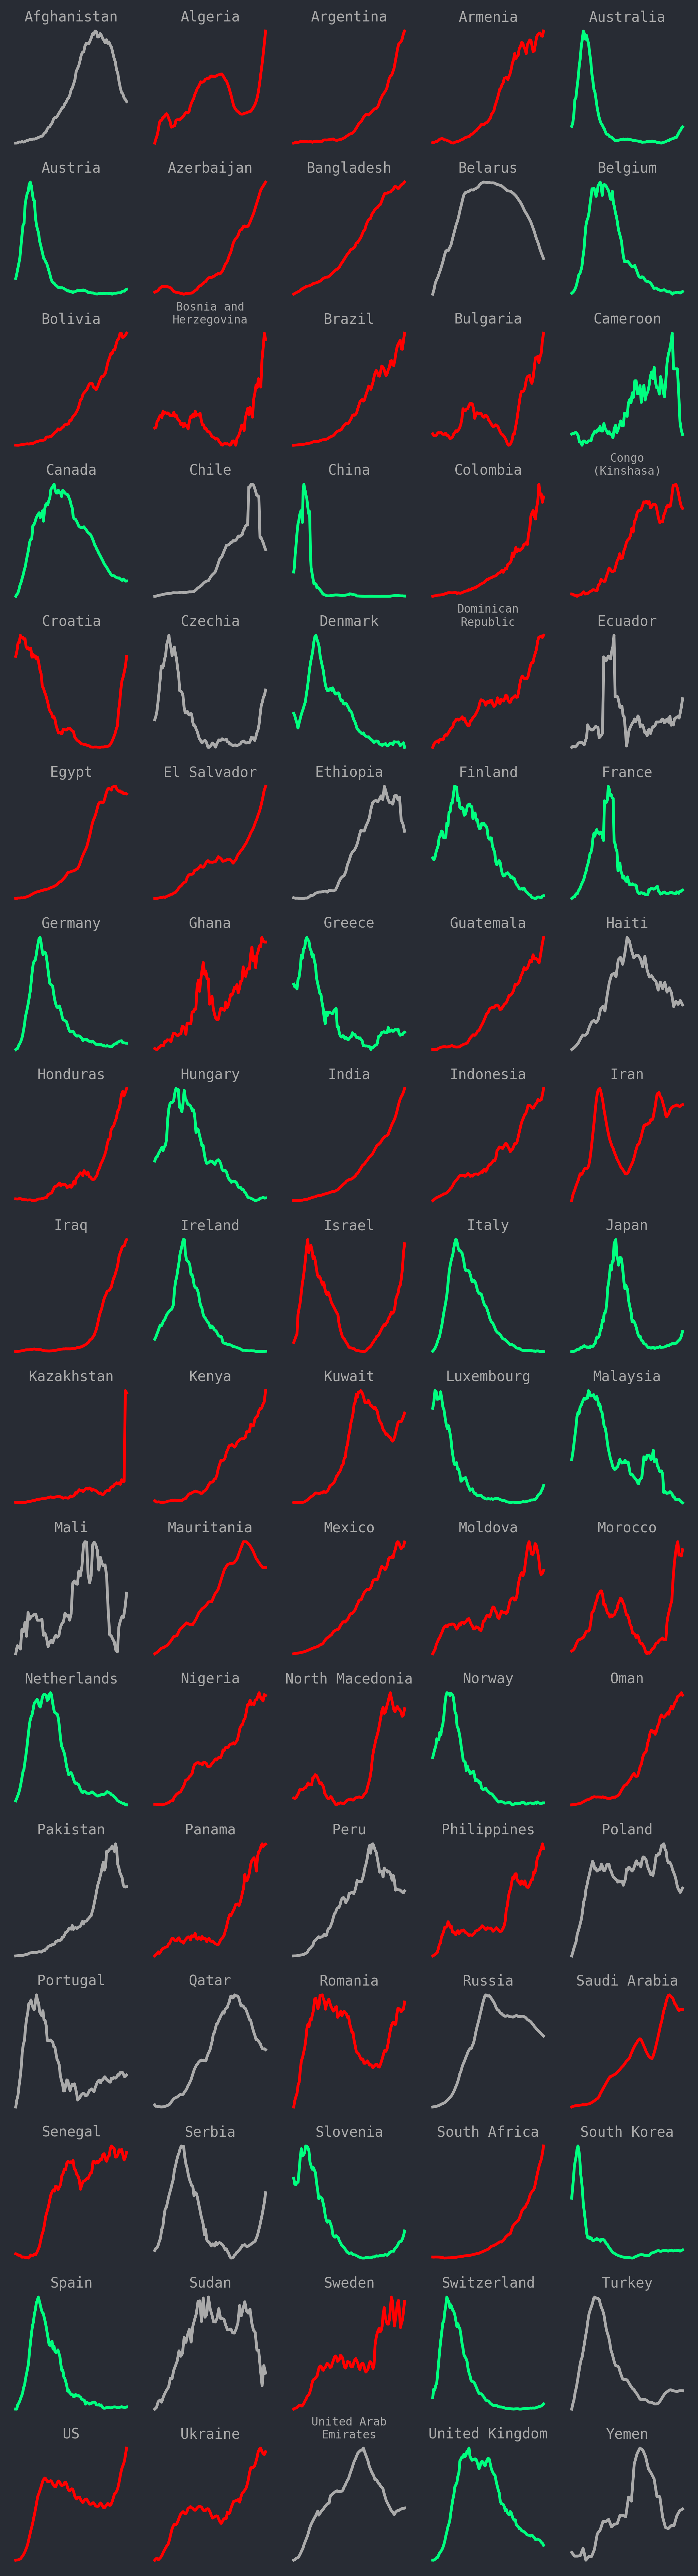 Afghanistan
Algeria
Argentina
Armenia
Australia
Austria
Azerbaijan
Bangladesh
Belarus
Belgium
Bolivia
Bosnia and
Herzegovina
Brazil
Bulgaria
Cameroon
Canada
Chile
China
Colombia
Congo
(Kinshasa)
Croatia
Czechia
Denmark
Dominican
Republic
Ecuador
Egypt
El Salvador
Ethiopia
Finland
France
Germany
Ghana
Greece
Guatemala
Haiti
Honduras
Hungary
India
Indonesia
Iran
Iraq
Ireland
Israel
Italy
Japan
Kazakhstan
Kenya
Kuwait
Luxembourg
Malaysia
Mali
Mauritania
Mexico
Moldova
Morocco
Netherlands
Nigeria
North Macedonia
Norway
Oman
Pakistan
Panama
Peru
Philippines
Poland
Portugal
Qatar
Romania
Russia
Saudi Arabia
Senegal
Serbia
Slovenia
South Africa
South Korea
Spain
Sudan
Sweden
Switzerland
Turkey
US
Ukraine
United Arab
Emirates
United Kingdom
Yemen